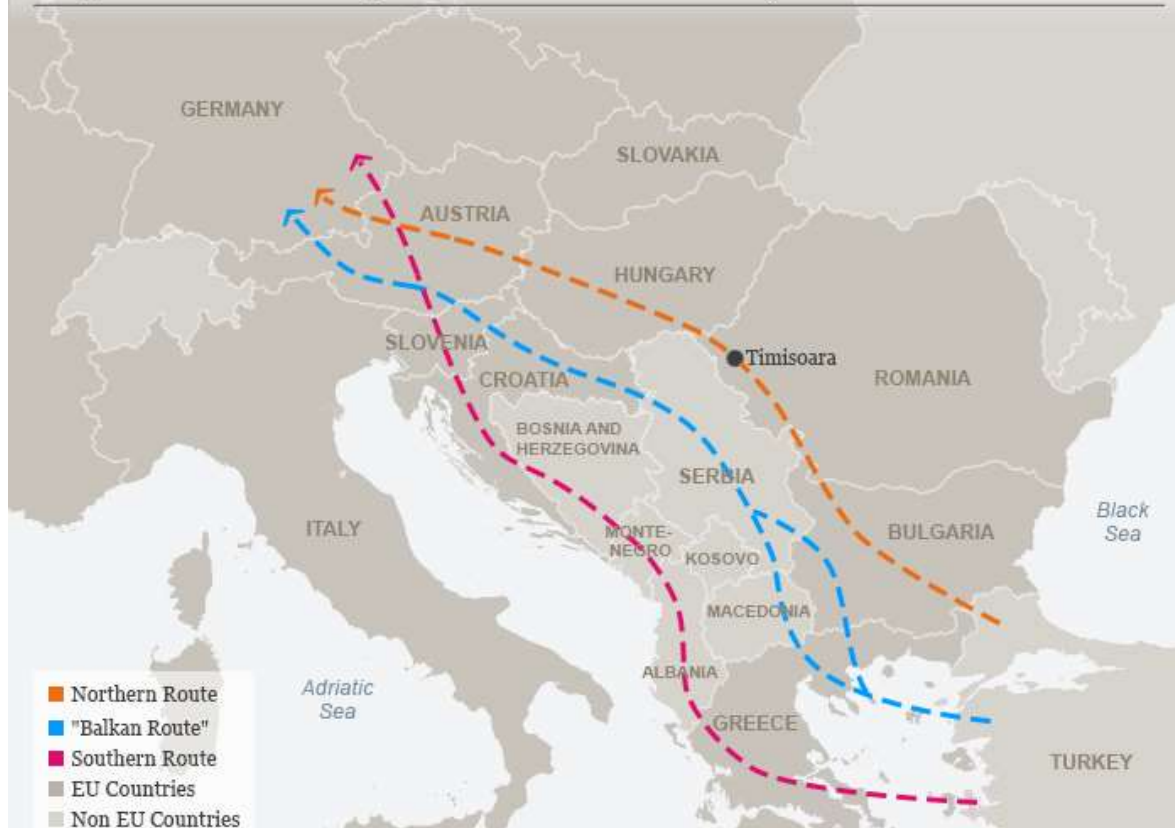 GERMANY
SLOVAKIA
AUSTRIA
HUNGARY
SLOVENIA
Timisoara
CROATIA
ROMANIA
BOSNIA AND
HERZEGOVINA
SERBIA
Black
Sea
ITALY
MONTE-
NEGRO
BULGARIA
KOSOVO
MACEDONIA
ALBANIA
Adriatic
Sea
GREECE
TURKEY
Northern Route
"Balkan Route"
Southern Route
EU Countries
Non EU Countries